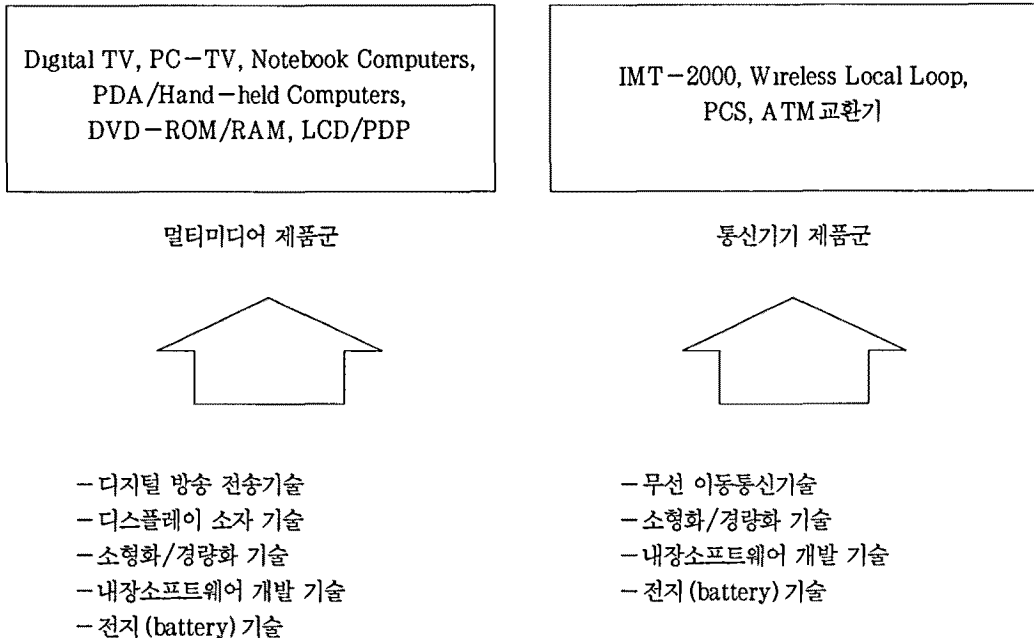 Digital TV, PC-TV, Notebook Computers,
PDA/Hand-held Computers,
DVD-ROM/RAM, LCD/PDP
멀티미디어 제품군
- 디지털 방송 전송기술
- 디스플레이 소자 기술
- 소형화/경량화 기술
- 내장소프트웨어 개발 기술
- 전지(battery) 기술
IMT-2000, Wireless Local Loop,
PCS, ATM교환기
통신기기 제품군
- 무선 이동통신기술
- 소형화/경량화 기술
- 내장소프트웨어 개발 기술
- 전지(battery) 기술